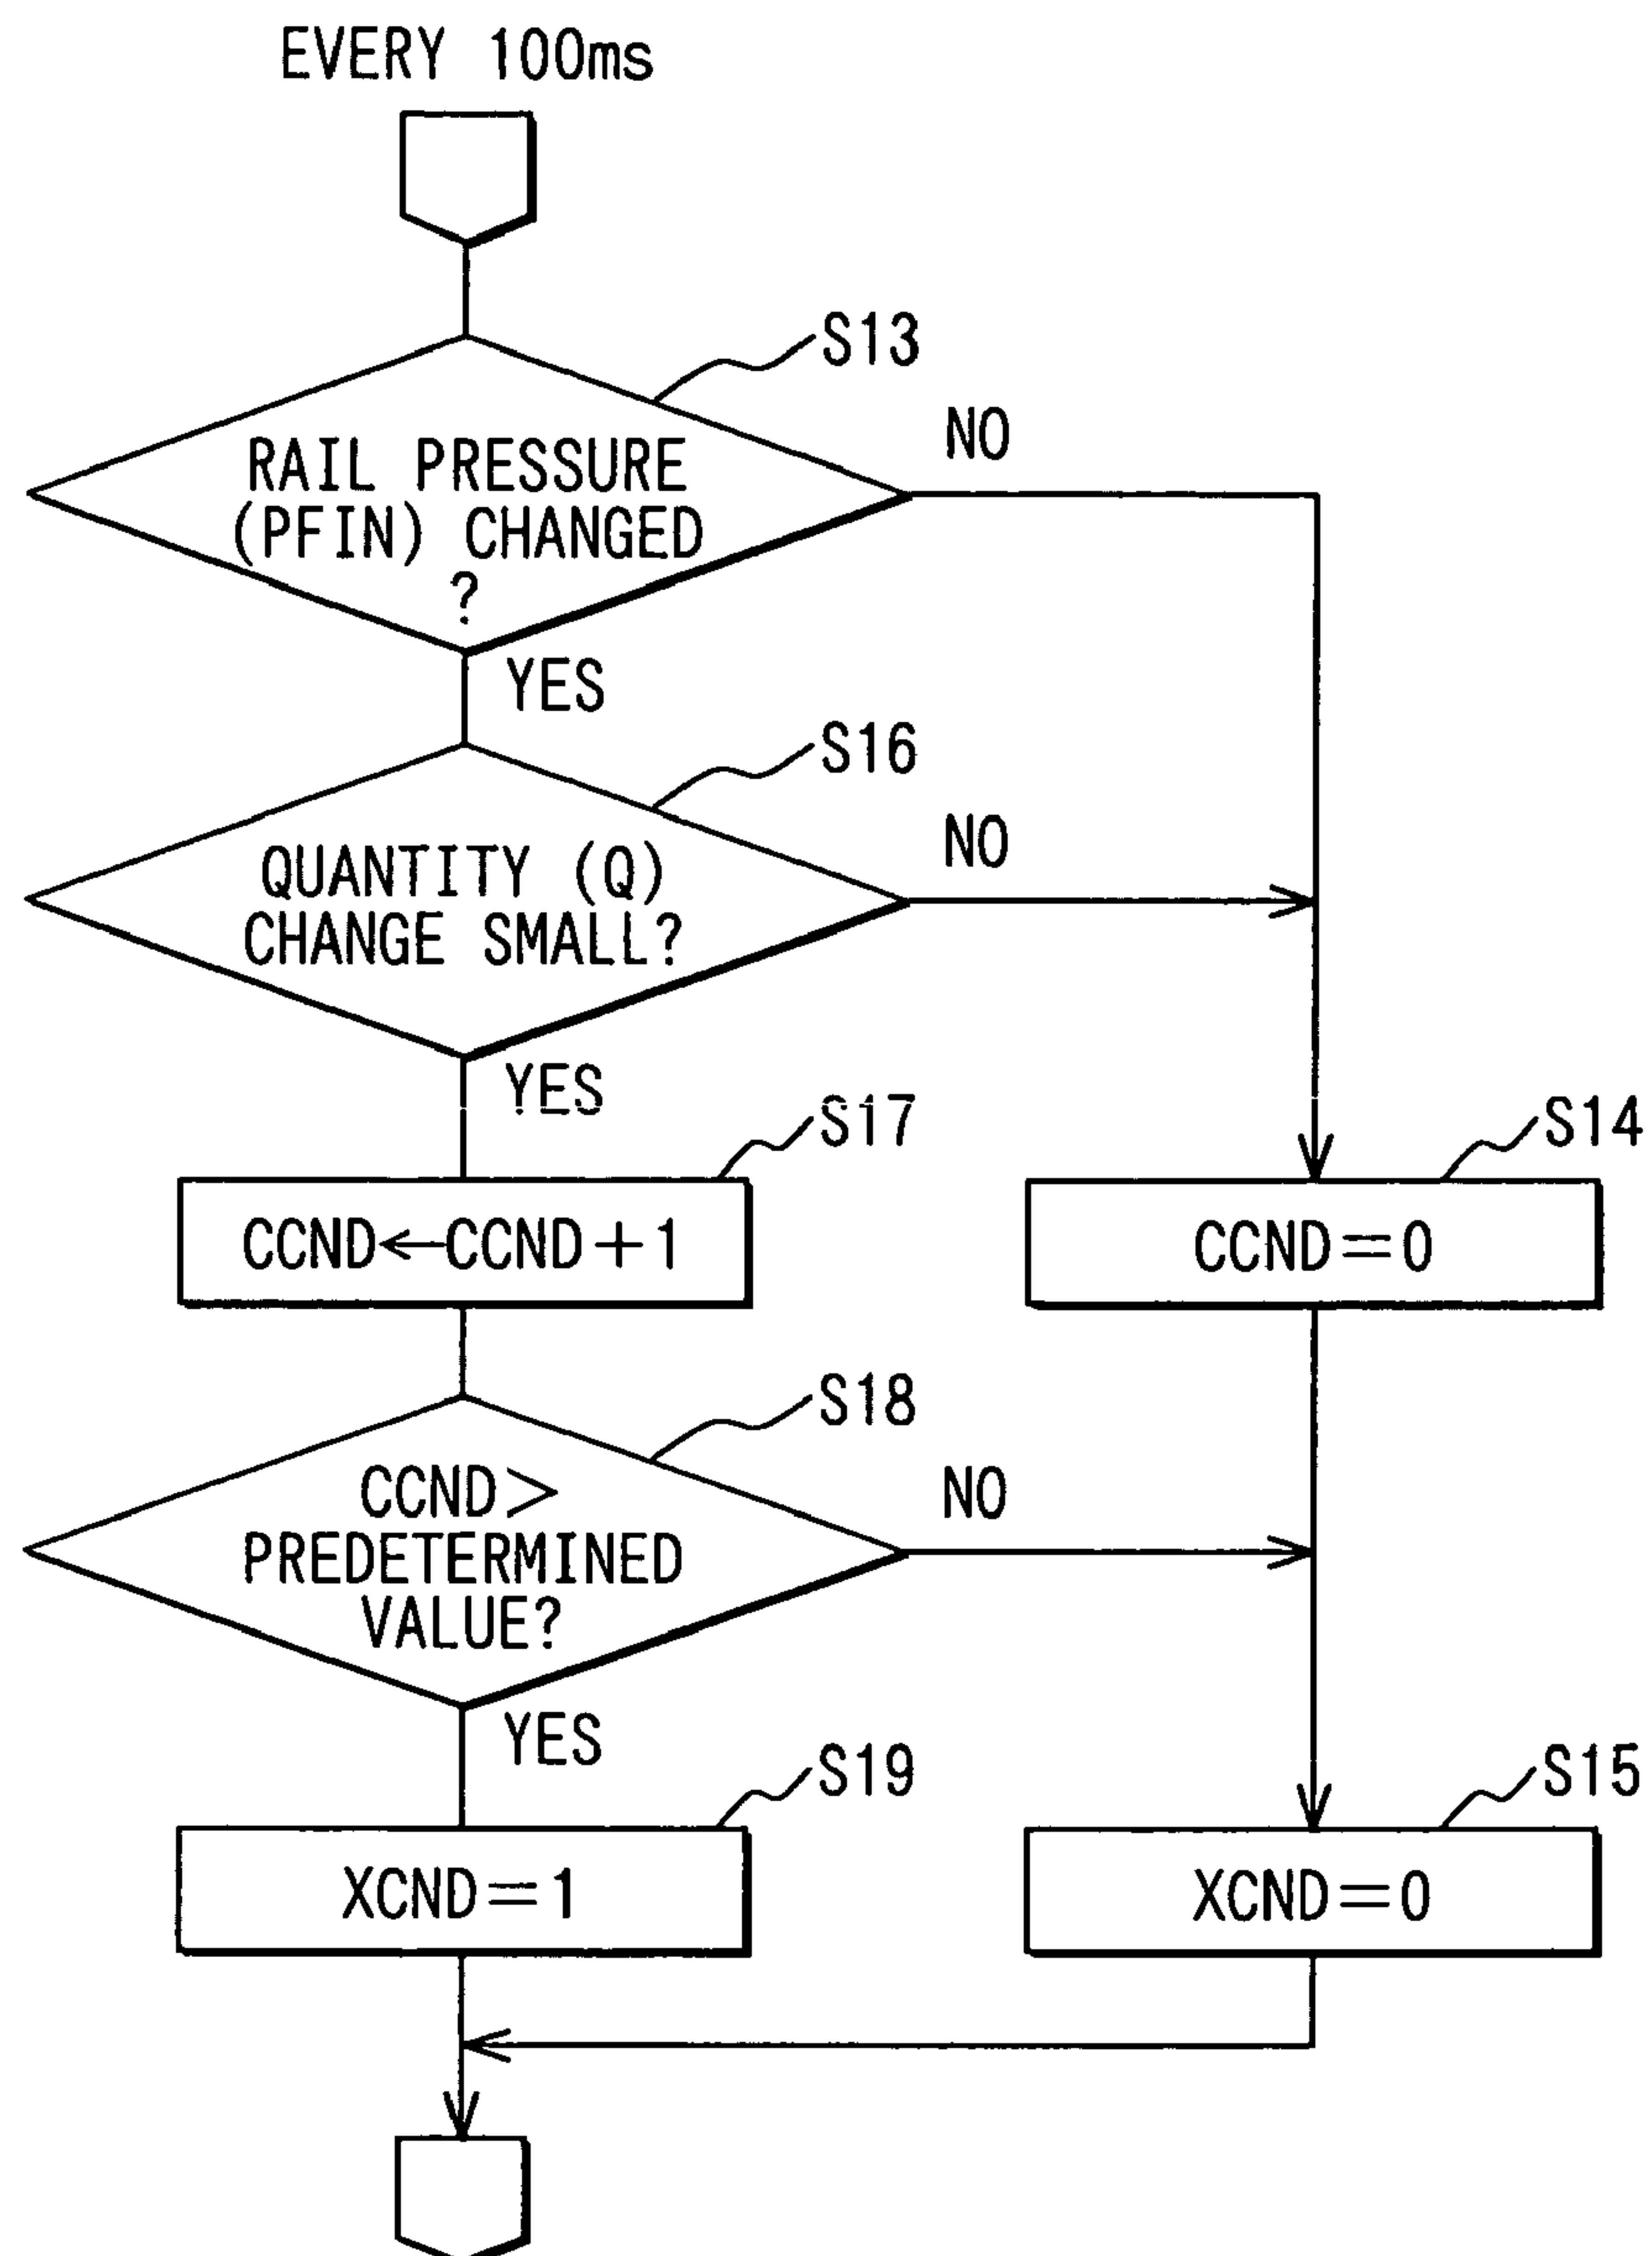 EVERY 100ms
S13
RAIL PRESSURE
(PFIN) CHANGED
?
NO
YES
S16
QUANTITY (Q)
CHANGE SMALL?
NO
YES
S17
CCND←CCND+1
S14
CCND=0
S18
CCND>
PREDETERMINED
VALUE?
NO
YES
S19
XCND=1
S15
XCND=0